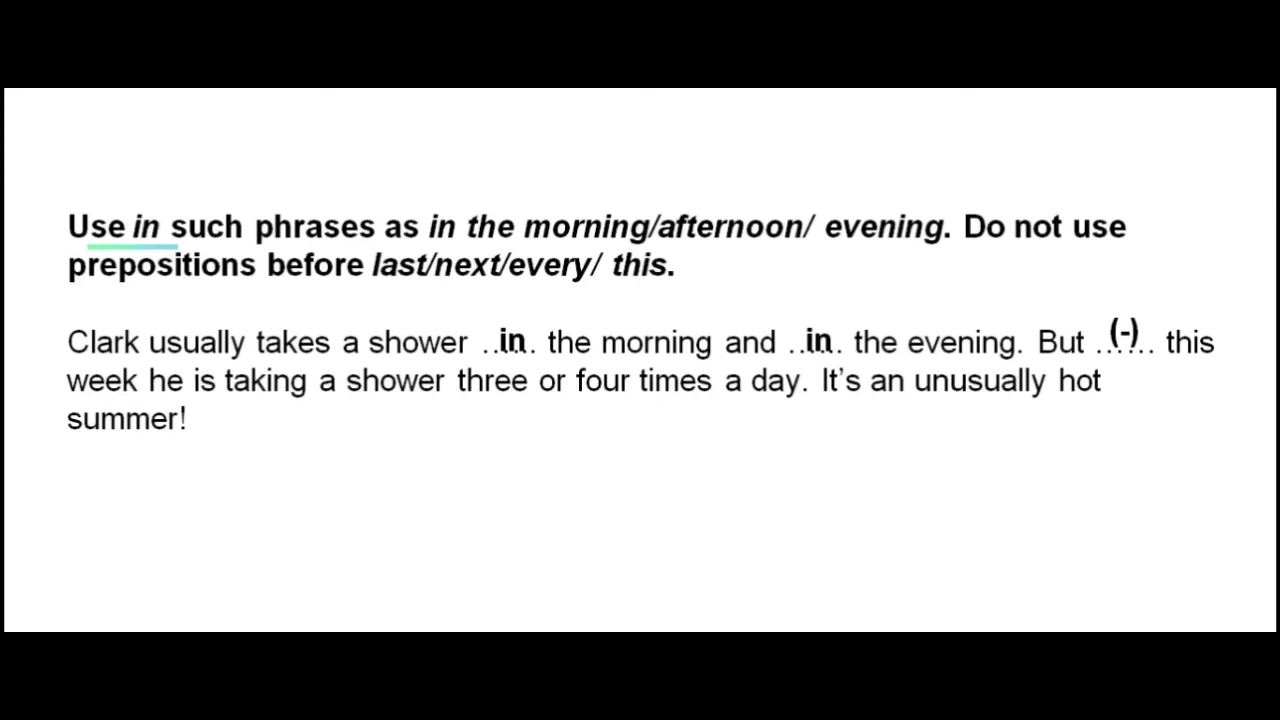 Use in such phrases as in the morning/afternoon/ evening. Do not use
prepositions before last/next/every/ this.
Clark usually takes a shower ..in. the morning and ..in. the evening. But ..(-).. this
week he is taking a shower three or four times a day. It’s an unusually hot
summer!